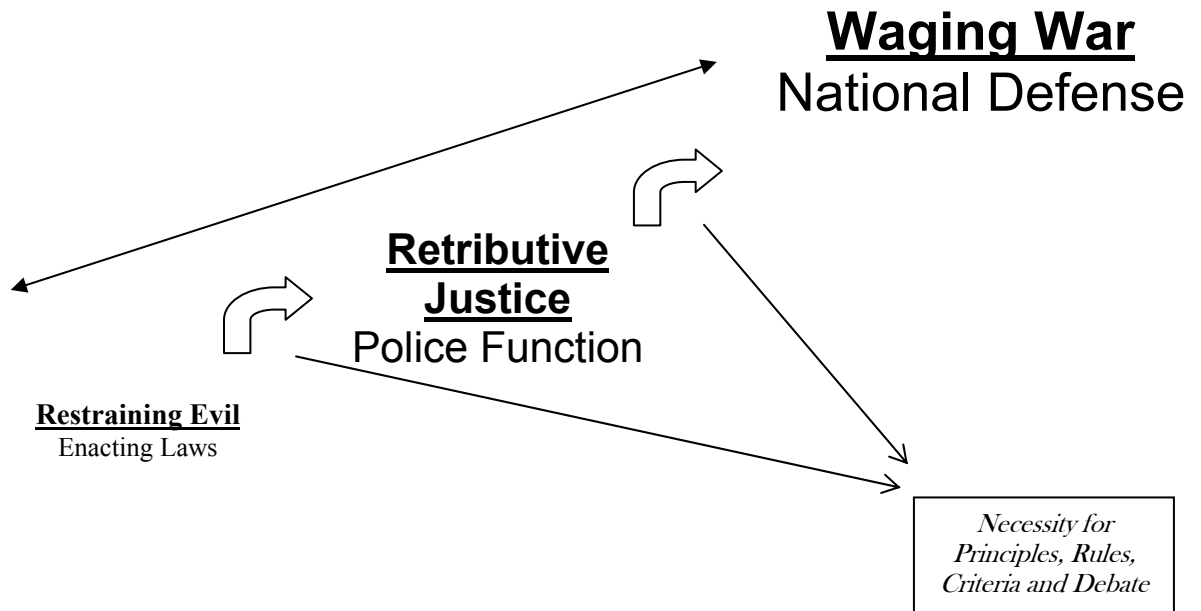 Waging War
National Defense
Retributive
Justice
Police Function
Restraining Evil
Enacting Laws
Necessity for
Principles, Rules,
Criteria and Debate